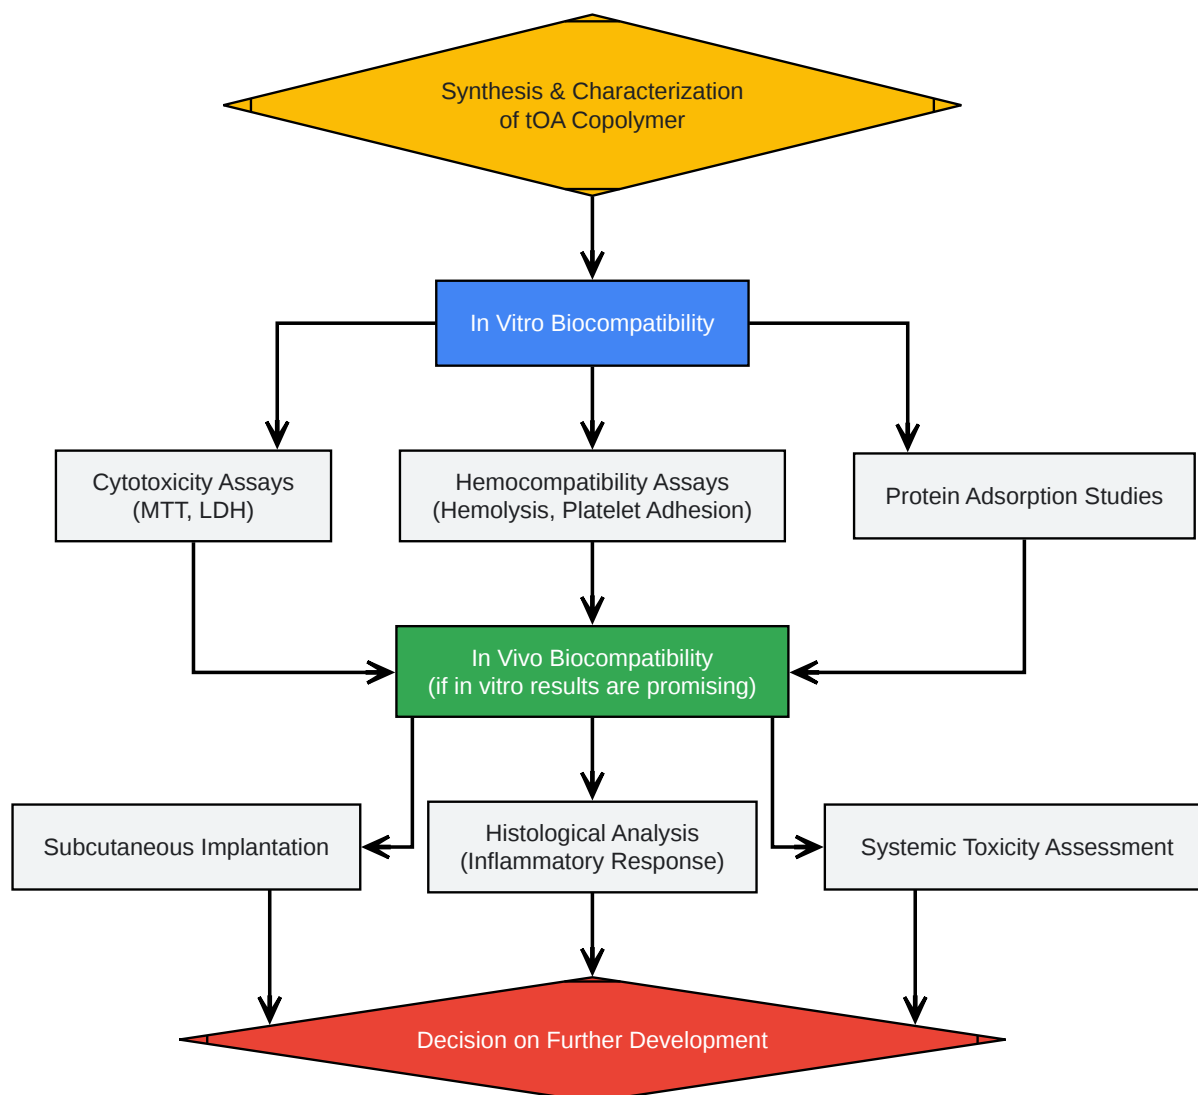 Synthesis & Characterization
of tOA Copolymer
In Vitro Biocompatibility
Cytotoxicity Assays
(MTT, LDH)
Hemocompatibility Assays
(Hemolysis, Platelet Adhesion)
Protein Adsorption Studies
In Vivo Biocompatibility
(if in vitro results are promising)
Subcutaneous Implantation
Histological Analysis
(Inflammatory Response)
Systemic Toxicity Assessment
Decision on Further Development